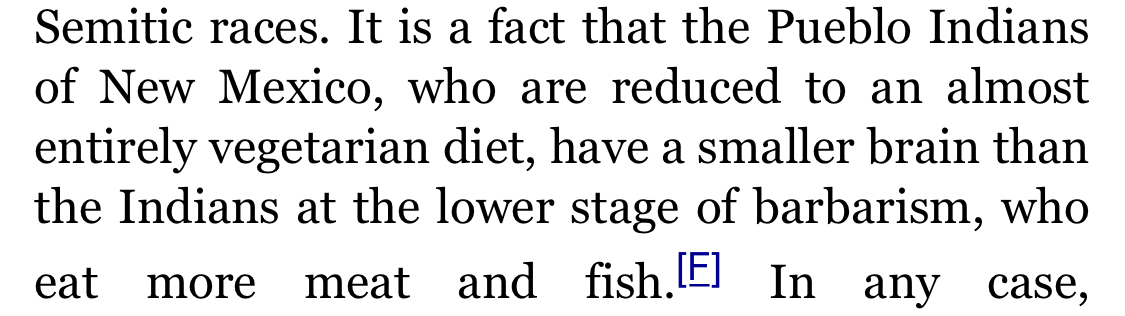 Semitic races. It is a fact that the Pueblo Indians
of New Mexico, who are reduced to an almost
entirely vegetarian diet, have a smaller brain than
the Indians at the lower stage of barbarism, who
eat more meat and fish.[F] In any case,